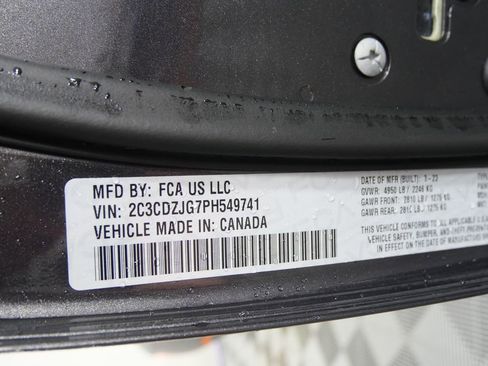 MFD BY: FCA US LLC
VIN: 2C3CDZJG7PH549741
VEHICLE MADE IN: CANADA
DATE OF MFR (BUILT): 1-23
GVWR: 4950 LB / 2246 KG
GAWR FRONT: 2810 LB / 1275 KG
GAWR REAR: 2810 LB / 1275 KG
THIS VEHICLE CONFORMS TO ALL
VEHICLE SAFETY, BUMPER, AND THEFT PREVENTION
IN EFFECT ON THE DATE OF MANUFACTURE